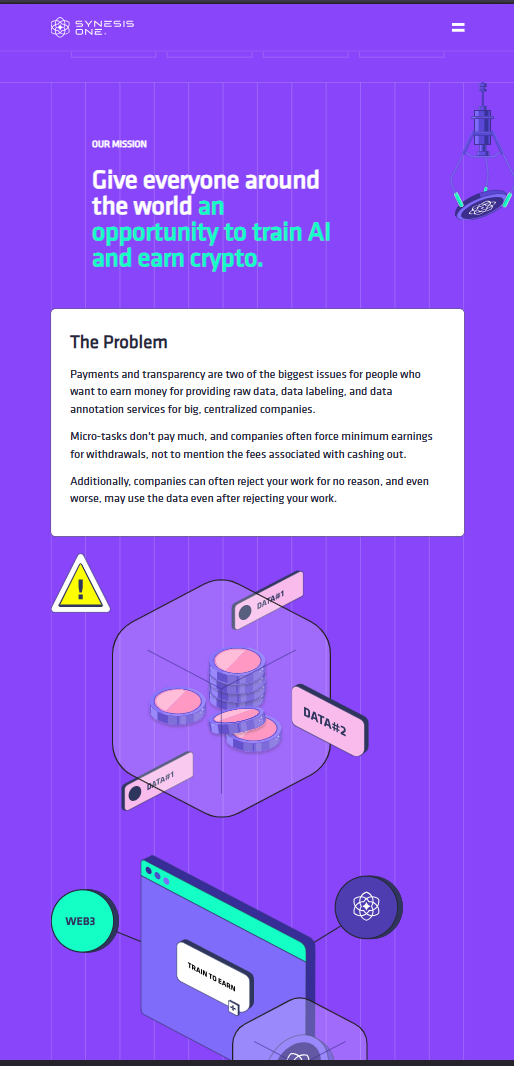 SYNESIS
ONE.
OUR MISSION
Give everyone around
the world an
opportunity to train AI
and earn crypto.
The Problem
Payments and transparency are two of the biggest issues for people who
want to earn money for providing raw data, data labeling, and data
annotation services for big, centralized companies.
Micro-tasks don't pay much, and companies often force minimum earnings
for withdrawals, not to mention the fees associated with cashing out.
Additionally, companies can often reject your work for no reason, and even
worse, may use the data even after rejecting your work.
!
DATA#1
DATA#2
DATA#1
WEB3
TRAIN TO EARN